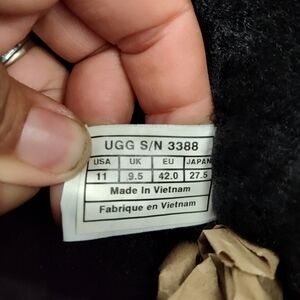 UGG S/N 3388
USA UK EU JAPAN
11 9.5 42.0 27.5
Made In Vietnam
Fabrique en Vietnam